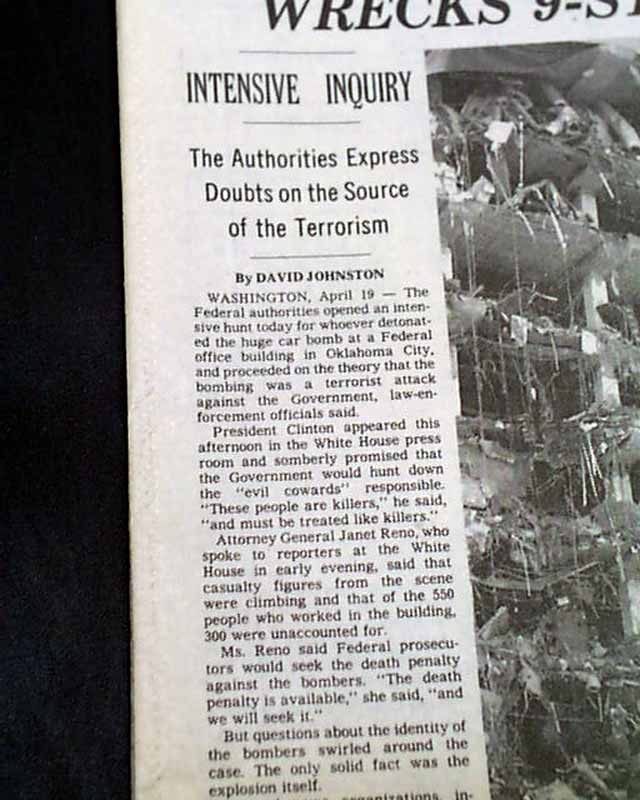 WRECKS 9-ST
INTENSIVE INQUIRY
The Authorities Express
Doubts on the Source
of the Terrorism
By DAVID JOHNSTON
WASHINGTON, April 19 — The
Federal authorities opened an inten-
sive hunt today for whoever detonat-
ed the huge car bomb at a Federal
office building in Oklahoma City,
and proceeded on the theory that the
bombing was a terrorist attack
against the Government, law-en-
forcement officials said.
President Clinton appeared this
afternoon in the White House press
room and somberly promised that
the Government would hunt down
the "evil cowards" responsible.
"These people are killers," he said,
"and must be treated like killers."
Attorney General Janet Reno, who
spoke to reporters at the White
House in early evening, said that
casualty figures from the scene
were climbing and that of the 550
people who worked in the building,
300 were unaccounted for.
Ms. Reno said Federal prosecu-
tors would seek the death penalty
against the bombers. "The death
penalty is available," she said, "and
we will seek it."
But questions about the identity of
the bombers swirled around the
case. The only solid fact was the
explosion itself.
organizations, in-